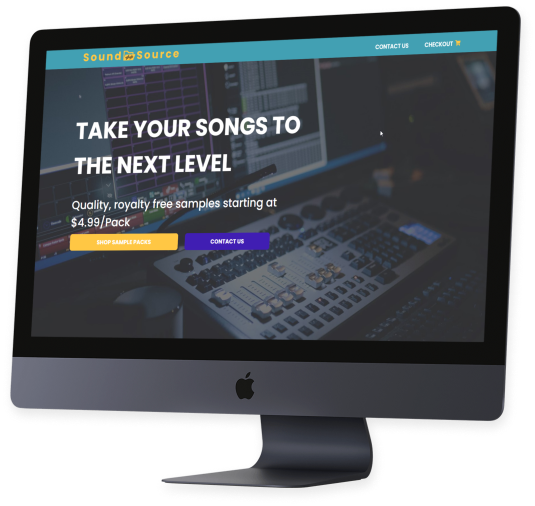 Sound Source
CONTACT US
CHECKOUT
TAKE YOUR SONGS TO
THE NEXT LEVEL
Quality, royalty free samples starting at
$4.99/Pack
SHOP SAMPLE PACKS
CONTACT US